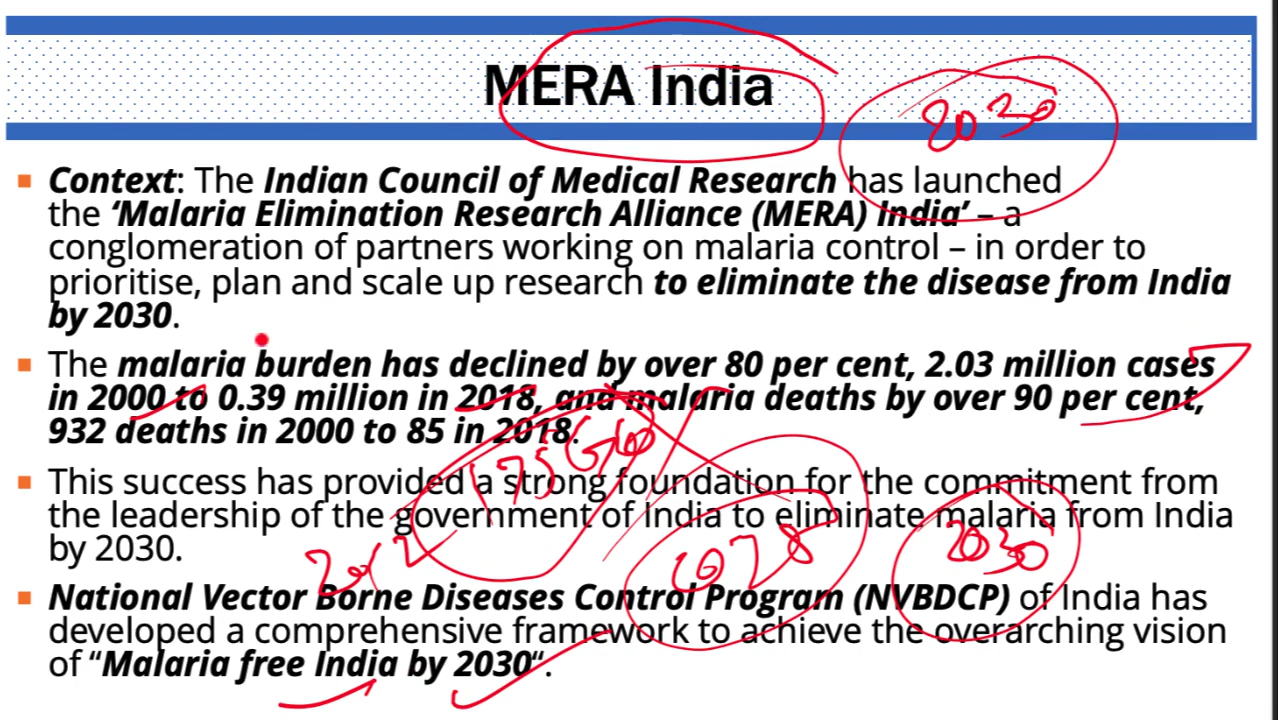 MERA India
2030
Context: The Indian Council of Medical Research has launched
the ‘Malaria Elimination Research Alliance (MERA) India’ – a
conglomeration of partners working on malaria control – in order to
prioritise, plan and scale up research to eliminate the disease from India
by 2030.
The malaria burden has declined by over 80 per cent, 2.03 million cases
in 2000 to 0.39 million in 2018, and malaria deaths by over 90 per cent,
932 deaths in 2000 to 85 in 2018.
This success has provided a strong foundation for the commitment from
the leadership of the government of India to eliminate malaria from India
2030
by 2030.
National Vector Borne Diseases Control Program (NVBDCP) of India has
developed a comprehensive framework to achieve the overarching vision
of “Malaria free India by 2030“.